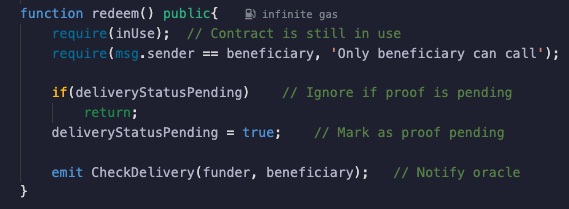 function redeem() public{ infinite gas
require(inUse); // Contract is still in use
require(msg.sender == beneficiary, 'Only beneficiary can call');
if(deliveryStatusPending) // Ignore if proof is pending
return;
deliveryStatusPending = true; // Mark as proof pending
emit CheckDelivery(funder, beneficiary); // Notify oracle
}